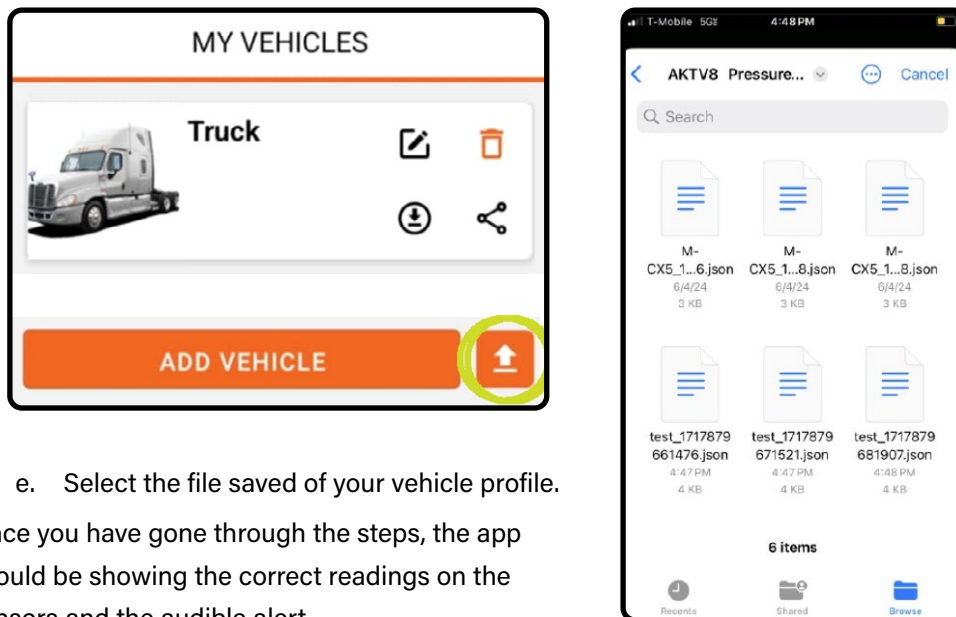 MY VEHICLES
Truck
ADD VEHICLE
e. Select the file saved of your vehicle profile.
you have gone through the steps, the app
be showing the correct readings on the
and the audible alert
T-Mobile 4:48 PM
AKTV8 Pressure... Cancel
Search
M- M- M-
CX5_1...6.json CX5_1...8.json CX5_1...8.json
6/4/24 6/4/24 6/4/24
3 KB 3 KB 3 KB
test_1717879 test_1717879 test_1717879
661476.json 671521.json 681907.json
4:47 PM 4:47 PM 4:48 PM
4 KB 4 KB 4 KB
6 items
Recents Shared Browse